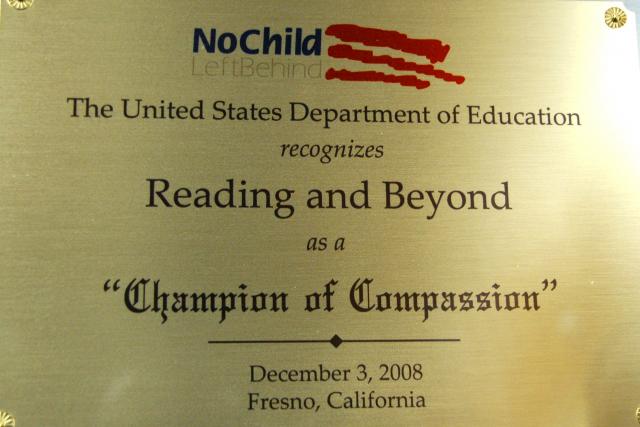 NoChild
LeftBehind
The United States Department of Education
recognizes
Reading and Beyond
as a
“Champion of Compassion”
December 3, 2008
Fresno, California